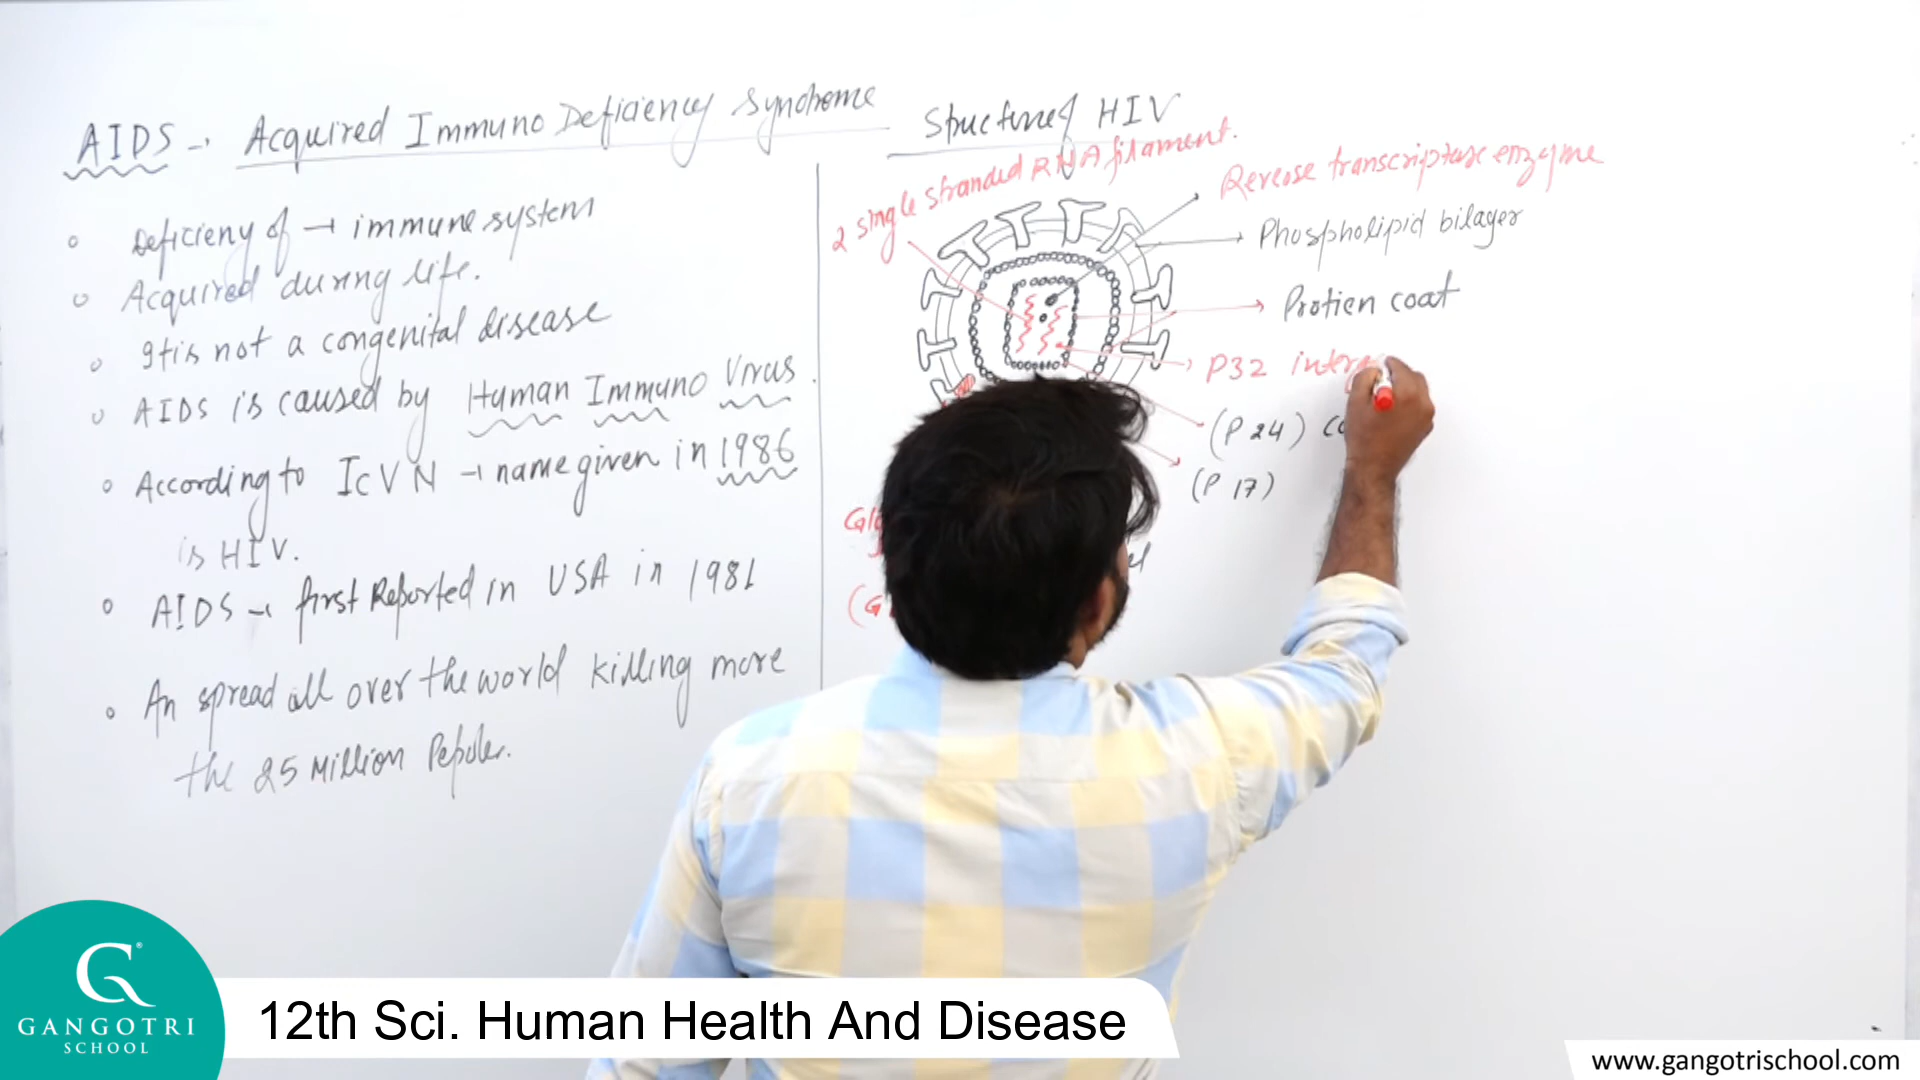 AIDS → Acquired Immuno Deficiency Syndrome
Deficieny of → immune system
Acquired during life.
It is not a congenital disease
AIDS is caused by Human Immuno Virus.
According to IcVN → name given in 1986
is HIV.
AIDS → first Reported in USA in 1981
An spread all over the world killing more
the 25 Million
Structure of HIV
2 single stranded RNA filament.
Reverse transcriptase enzyme
Phospholipid bilayer
Protien coat
P32
(P 24)
(P 17)
GANGOTRI
SCHOOL
12th Sci. Human Health And Disease
www.gangotrischool.com